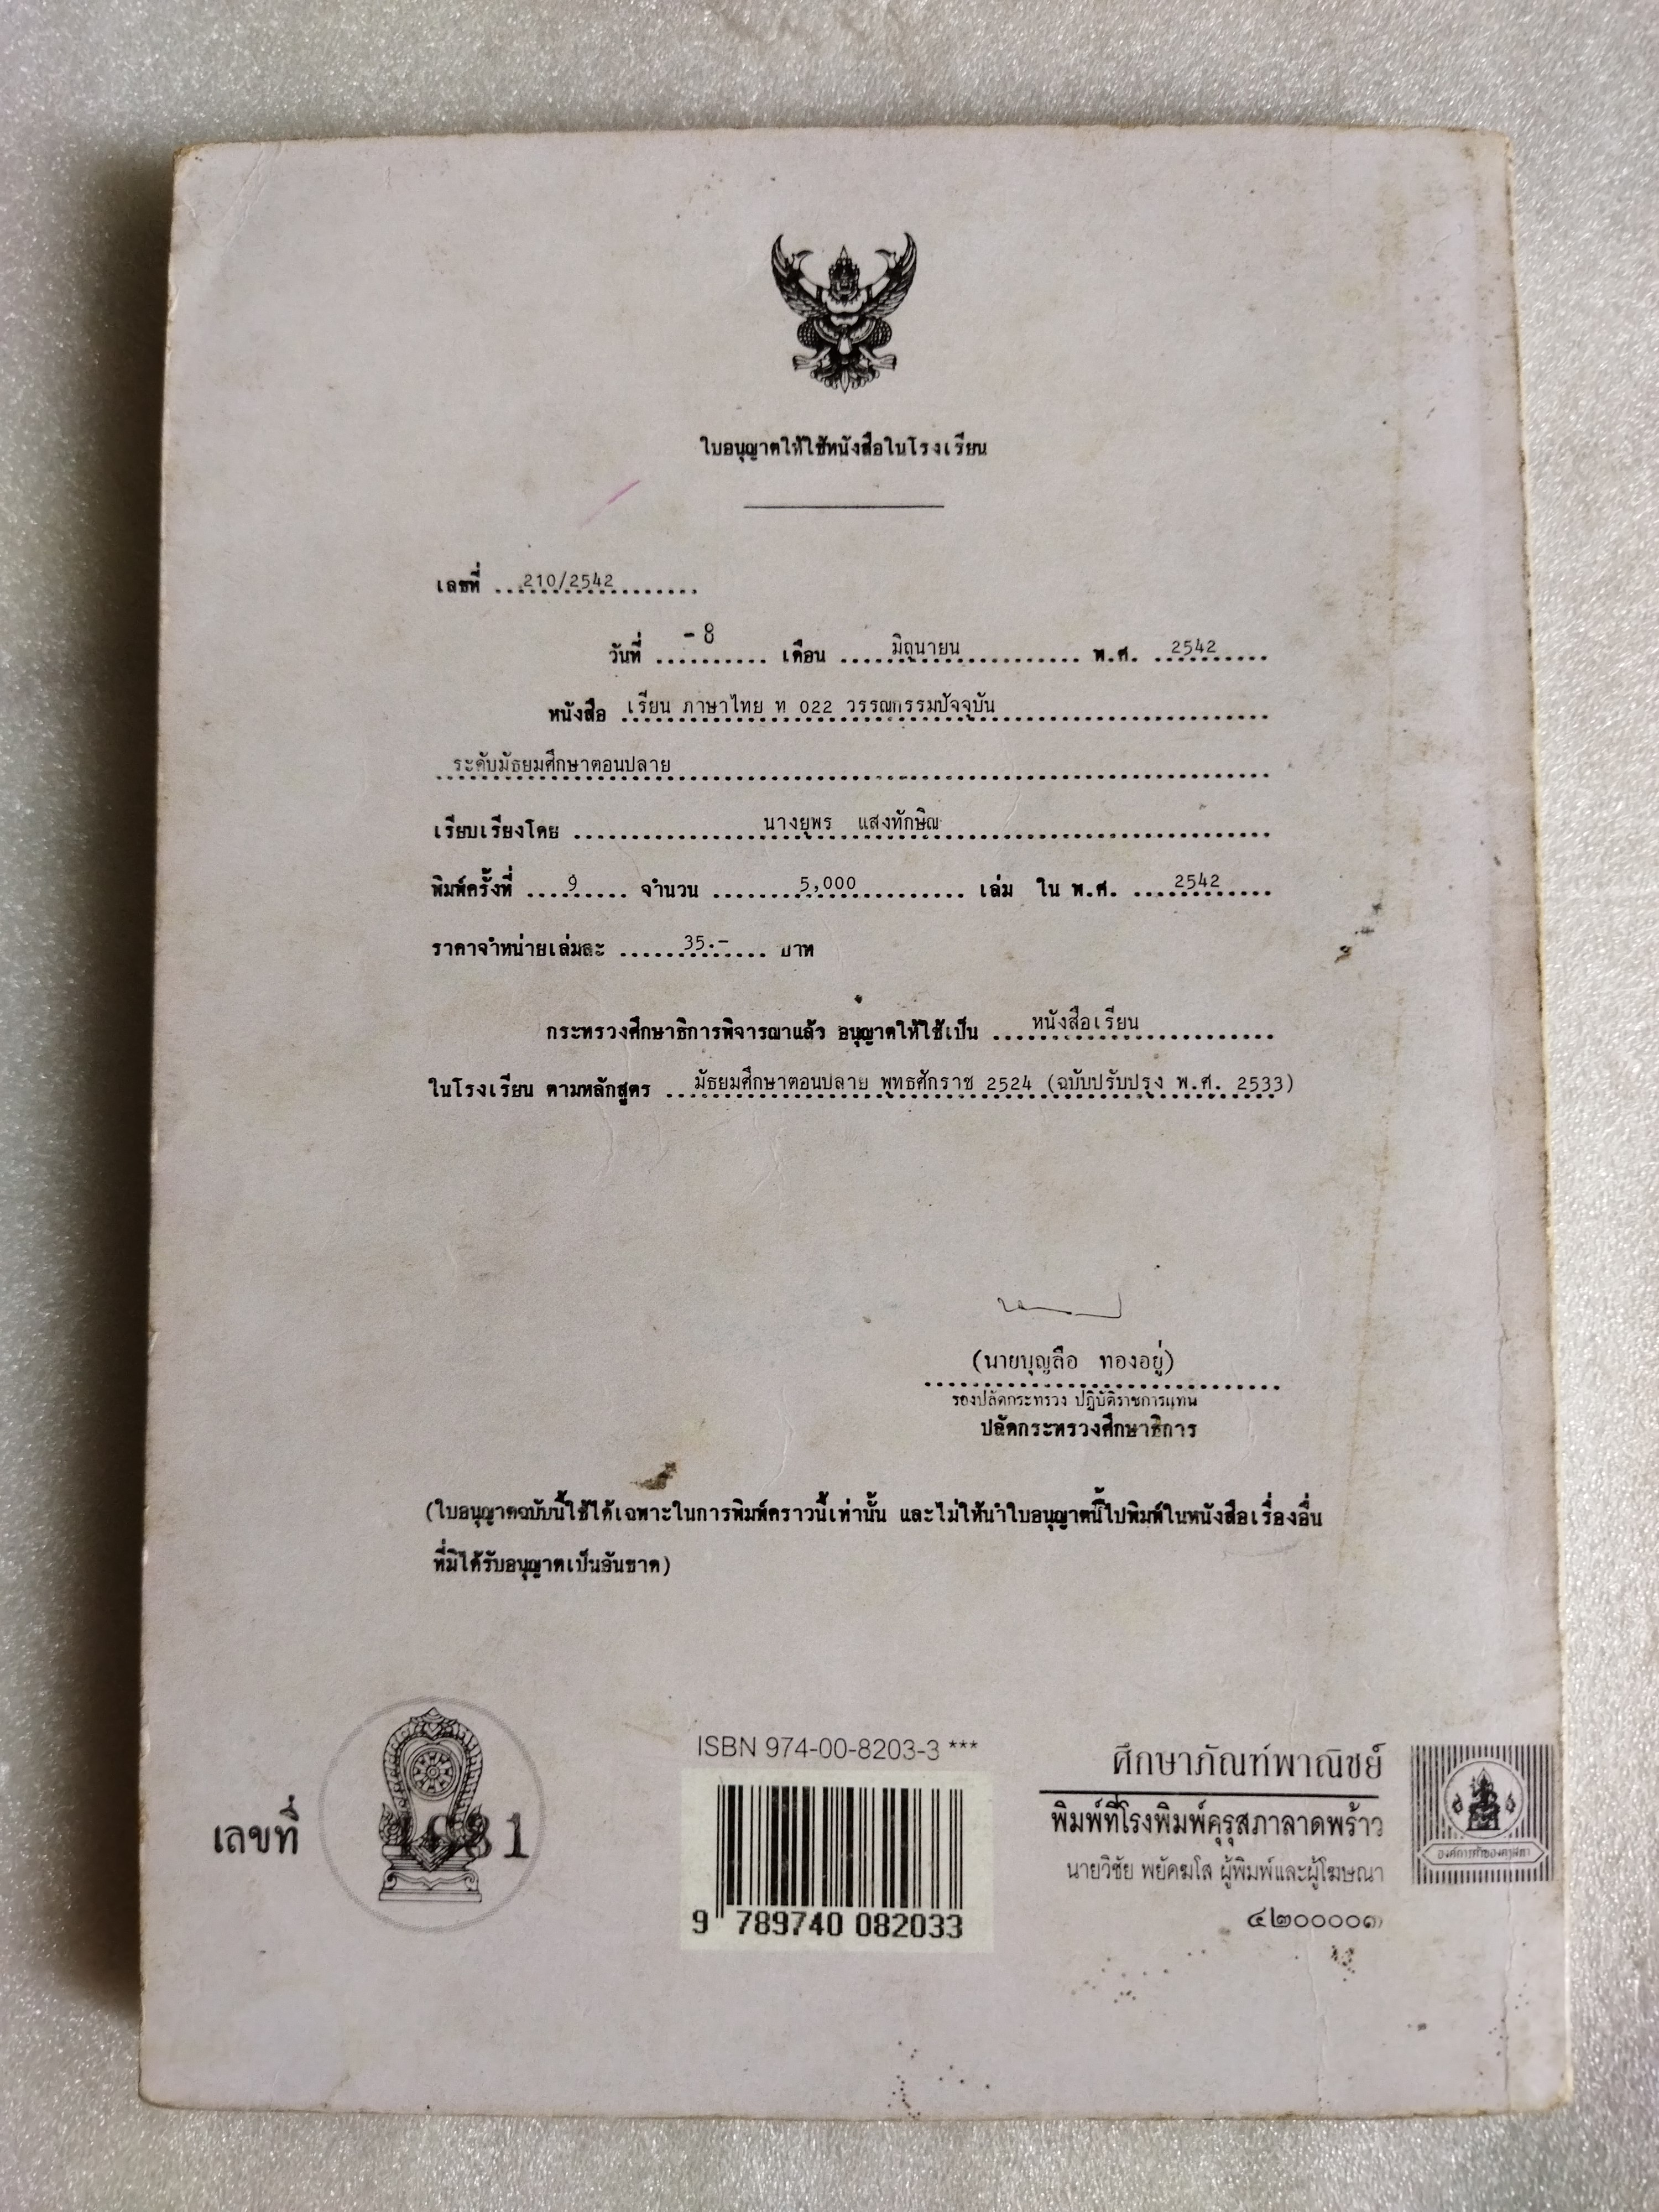 ใบอนุญาตให้ใช้หนังสือในโรงเรียน
เลขที่ ...210/2542...
วันที่ - 8 เดือน มิถุนายน พ.ศ. 2542
หนังสือ เรียน ภาษาไทย ท 022 วรรณกรรมปัจจุบัน
ระดับมัธยมศึกษาตอนปลาย
เรียบเรียงโดย นางยุพร แสงทักษิณ
พิมพ์ครั้งที่ 9 จำนวน 5,000 เล่ม ใน พ.ศ. 2542
ราคาจำหน่ายเล่มละ 35.- บาท
กระทรวงศึกษาธิการพิจารณาแล้ว อนุญาตให้ใช้เป็น หนังสือเรียน
ในโรงเรียน ตามหลักสูตร มัธยมศึกษาตอนปลาย พุทธศักราช 2524 (ฉบับปรับปรุง พ.ศ. 2533)
(นายบุญลือ ทองอยู่)
รองปลัดกระทรวง ปฏิบัติราชการแทน
ปลัดกระทรวงศึกษาธิการ
(ใบอนุญาตฉบับนี้ใช้ได้เฉพาะในการพิมพ์คราวนี้เท่านั้น และไม่ให้นำใบอนุญาตนี้ไปพิมพ์ในหนังสือเรื่องอื่น
ที่มิได้รับอนุญาตเป็นอันขาด)
เลขที่
ISBN 974-00-8203-3 ***
9 789740 082033
ศึกษาภัณฑ์พาณิชย์
พิมพ์ที่โรงพิมพ์คุรุสภาลาดพร้าว
นายวิชัย พยัคฆโส ผู้พิมพ์และผู้โฆษณา
องค์การค้าของคุรุสภา